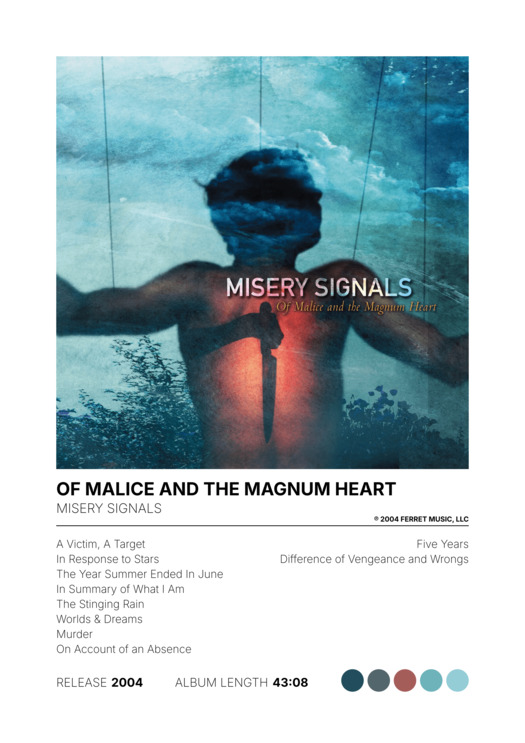 MISERY SIGNALS
Of Malice and the Magnum Heart
OF MALICE AND THE MAGNUM HEART
MISERY SIGNALS
℗ 2004 FERRET MUSIC, LLC
A Victim, A Target
In Response to Stars
The Year Summer Ended In June
In Summary of What I Am
The Stinging Rain
Worlds & Dreams
Murder
On Account of an Absence
Five Years
Difference of Vengeance and Wrongs
RELEASE 2004
ALBUM LENGTH 43:08